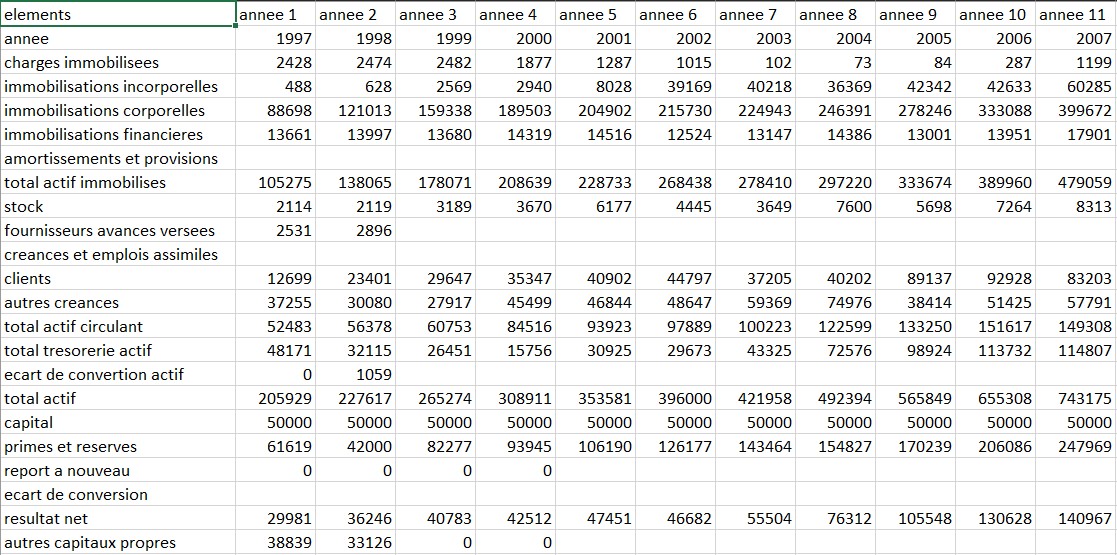 elements annee 1 annee 2 annee 3 annee 4 annee 5 annee 6 annee 7 annee 8 annee 9 annee 10 annee 11
annee 1997 1998 1999 2000 2001 2002 2003 2004 2005 2006 2007
charges immobilisees 2428 2474 2482 1877 1287 1015 102 73 84 287 1199
immobilisations incorporelles 488 628 2569 2940 8028 39169 40218 36369 42342 42633 60285
immobilisations corporelles 88698 121013 159338 189503 204902 215730 224943 246391 278246 333088 399672
immobilisations financieres 13661 13997 13680 14319 14516 12524 13147 14386 13001 13951 17901
amortissements et provisions
total actif immobilises 105275 138065 178071 208639 228733 268438 278410 297220 333674 389960 479059
stock 2114 2119 3189 3670 6177 4445 3649 7600 5698 7264 8313
fournisseurs avances versees 2531 2896
creances et emplois assimiles
clients 12699 23401 29647 35347 40902 44797 37205 40202 89137 92928 83203
autres creances 37255 30080 27917 45499 46844 48647 59369 74976 38414 51425 57791
total actif circulant 52483 56378 60753 84516 93923 97889 100223 122599 133250 151617 149308
total tresorerie actif 48171 32115 26451 15756 30925 29673 43325 72576 98924 113732 114807
ecart de convertion actif 0 1059
total actif 205929 227617 265274 308911 353581 396000 421958 492394 565849 655308 743175
capital 50000 50000 50000 50000 50000 50000 50000 50000 50000 50000 50000
primes et reserves 61619 42000 82277 93945 106190 126177 143464 154827 170239 206086 247969
report a nouveau 0 0 0 0
ecart de conversion
resultat net 29981 36246 40783 42512 47451 46682 55504 76312 105548 130628 140967
autres capitaux propres 38839 33126 0 0